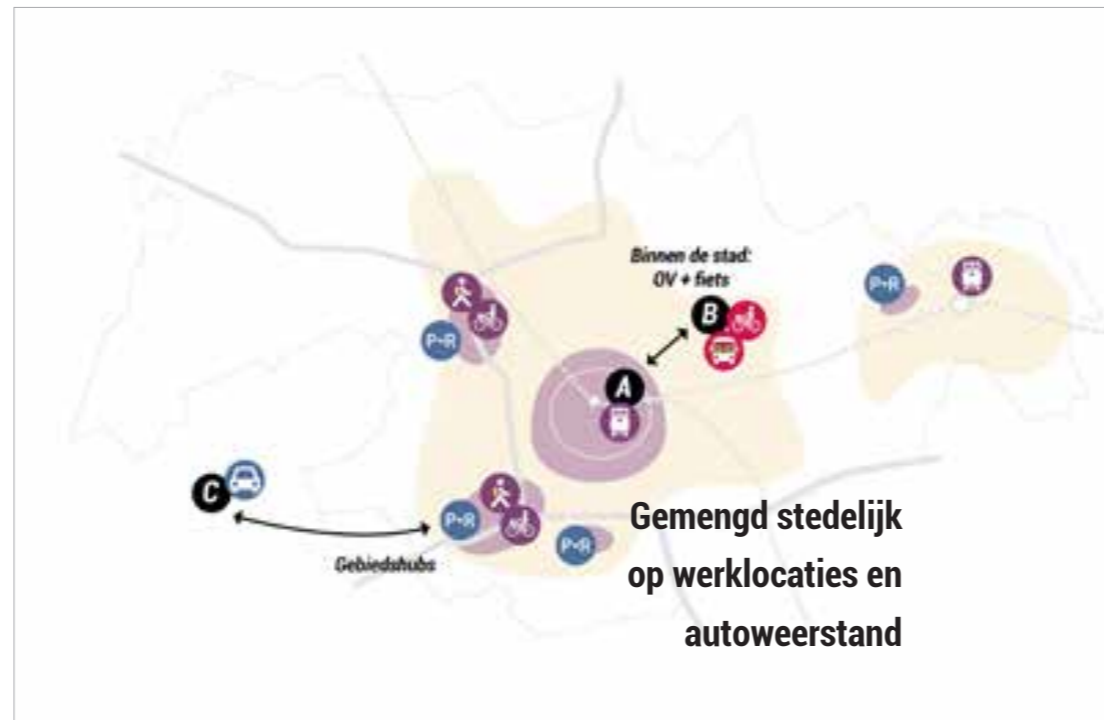 Binnen de stad:
OV + fiets
B
P+R
P+R
A
C
P+R
P+R
Gebiedshubs
Gemengd stedelijk
op werklocaties en
autoweerstand